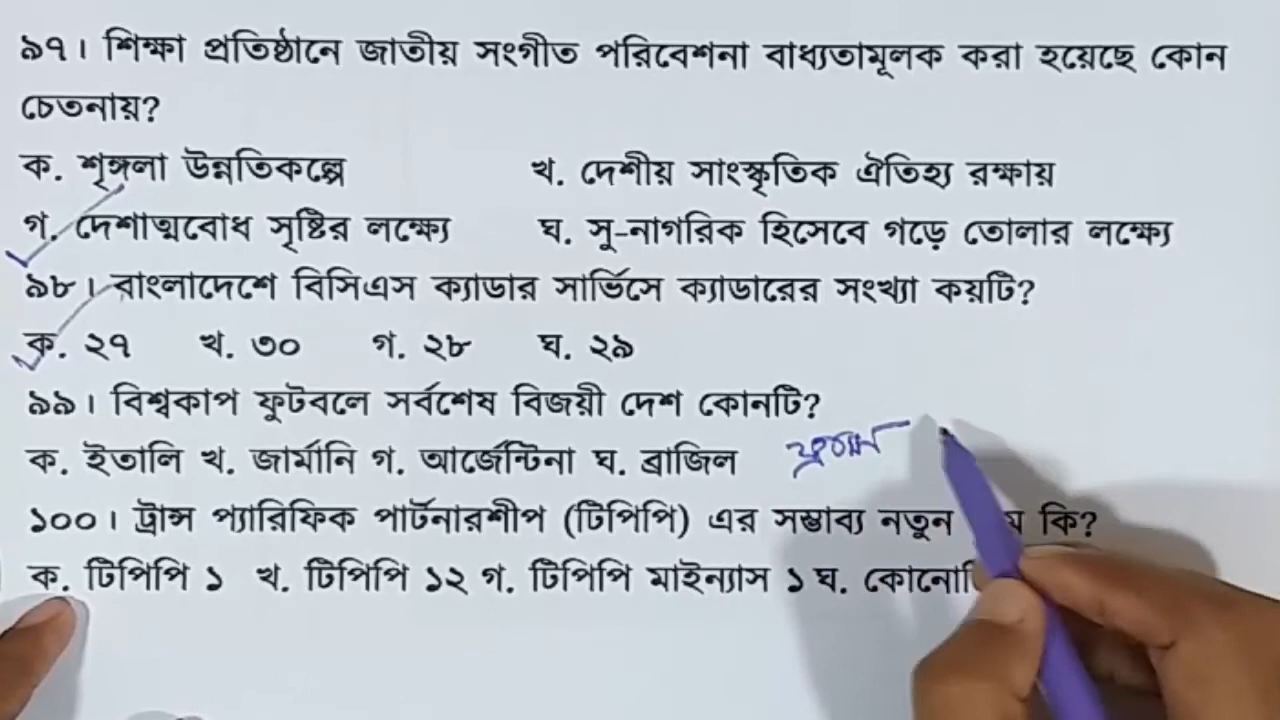 ৯৭। শিক্ষা প্রতিষ্ঠানে জাতীয় সংগীত পরিবেশনা বাধ্যতামূলক করা হয়েছে কোন
চেতনায়?
ক. শৃঙ্গলা উন্নতিকল্পে খ. দেশীয় সাংস্কৃতিক ঐতিহ্য রক্ষায়
গ. দেশাত্মবোধ সৃষ্টির লক্ষ্যে ঘ. সু-নাগরিক হিসেবে গড়ে তোলার লক্ষ্যে
৯৮। বাংলাদেশে বিসিএস ক্যাডার সার্ভিসে ক্যাডারের সংখ্যা কয়টি?
ক. ২৭ খ. ৩০ গ. ২৮ ঘ. ২৯
৯৯। বিশ্বকাপ ফুটবলে সর্বশেষ বিজয়ী দেশ কোনটি?
ক. ইতালি খ. জার্মানি গ. আর্জেন্টিনা ঘ. ব্রাজিল
১০০। ট্রান্স প্যারিফিক পার্টনারশীপ (টিপিপি) এর সম্ভাব্য নতুন কি?
ক. টিপিপি ১ খ. টিপিপি ১২ গ. টিপিপি মাইন্যাস ১ ঘ.